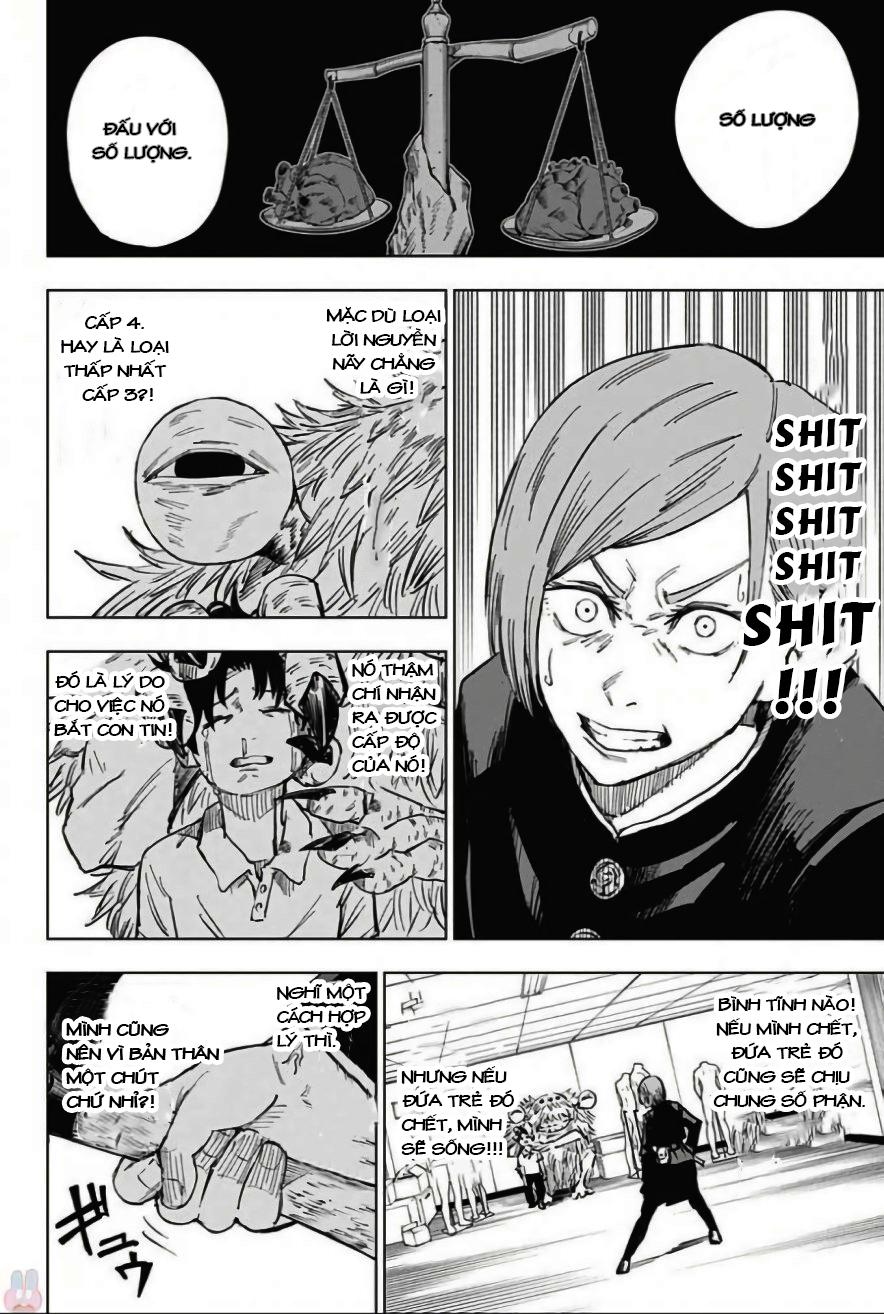 SỐ LƯỢNG
ĐẤU VỚI
SỐ LƯỢNG.
SHIT
SHIT
SHIT
SHIT
SHIT
!!!
MẶC DÙ LOẠI
LỜI NGUYỀN
NÃY CHẲNG
LÀ GÌ!
CẤP 4.
HAY LÀ LOẠI
THẤP NHẤT
CẤP 3?!
NÓ THẬM
CHÍ NHẬN
RA ĐƯỢC
CẤP ĐỘ
CỦA NÓ!
ĐÓ LÀ LÝ DO
CHO VIỆC NÓ
BẮT CON TIN!
BÌNH TĨNH NÀO!
NẾU MÌNH CHẾT,
ĐỨA TRẺ ĐÓ
CŨNG SẼ CHỊU
CHUNG SỐ PHẬN.
NHƯNG NẾU
ĐỨA TRẺ ĐÓ
CHẾT, MÌNH
SẼ SỐNG!!!
NGHĨ MỘT
CÁCH HỢP
LÝ THÌ.
MÌNH CŨNG
NÊN VÌ BẢN THÂN
MỘT CHÚT
CHỨ NHỈ?!
ギュウ